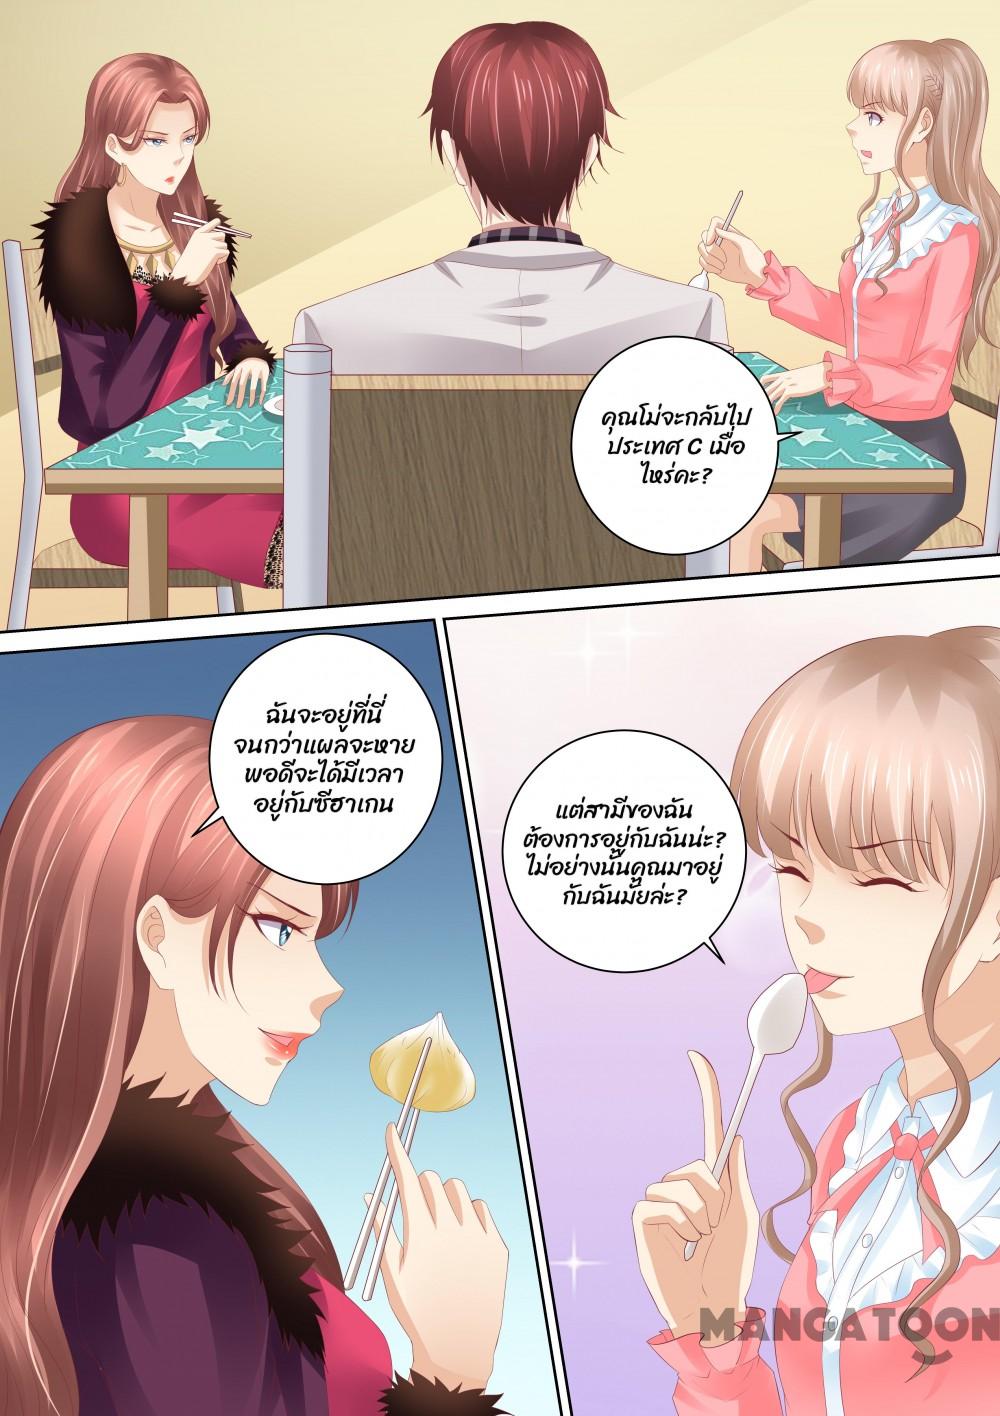 คุณโม่จะกลับไป
ประเทศ C เมื่อ
ไหร่คะ?
ฉันจะอยู่ที่นี่
จนกว่าแผลจะหาย
พอดีจะได้มีเวลา
อยู่กับซีฮาเกน
แต่สามีของฉัน
ต้องการอยู่กับฉันน่ะ?
ไม่อย่างนั้นคุณมาอยู่
กับฉันมั้ยล่ะ?
MANGATOON